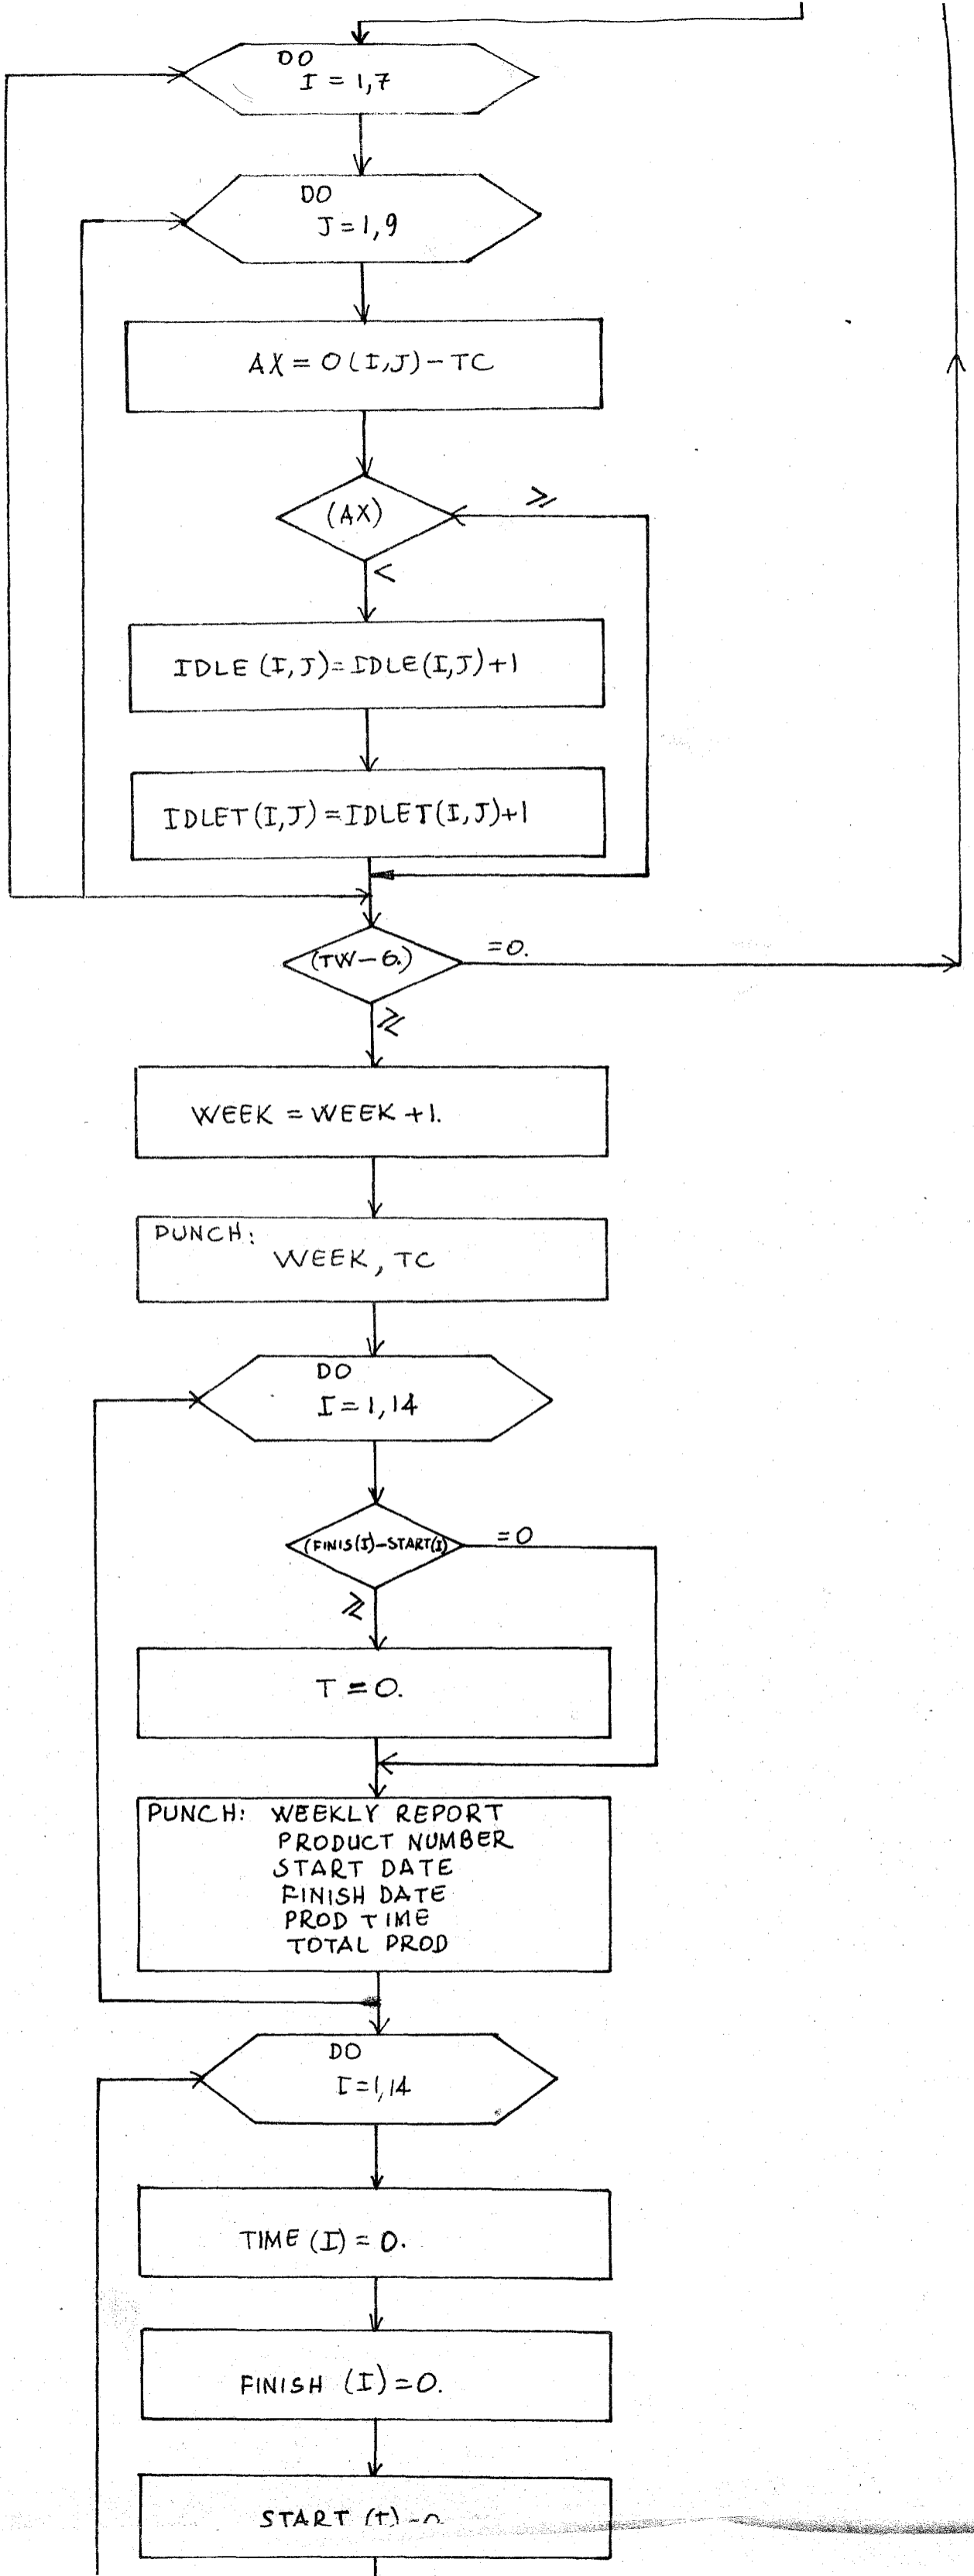 DO
I = 1,7
DO
J = 1,9
AX = O(I,J) - TC
(AX)
≥
<
IDLE (I,J) = IDLE(I,J) + 1
IDLET (I,J) = IDLET(I,J)+1
(TW - 6.)
= 0.
≥
WEEK = WEEK + 1.
PUNCH:
WEEK, TC
DO
I = 1,14
(FINIS(I) - START(I)
= 0
≥
T = 0.
PUNCH: WEEKLY REPORT
PRODUCT NUMBER
START DATE
FINISH DATE
PROD TIME
TOTAL PROD
DO
I = 1,14
TIME (I) = 0.
FINISH (I) = 0.
START